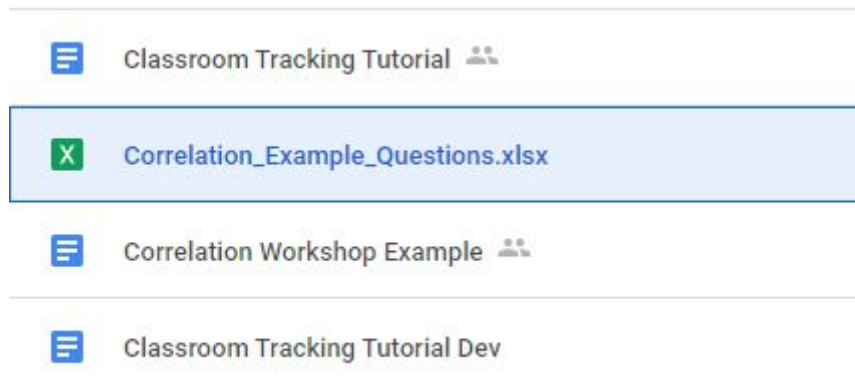 Classroom Tracking Tutorial
X Correlation_Example_Questions.xlsx
Correlation Workshop Example
Classroom Tracking Tutorial Dev